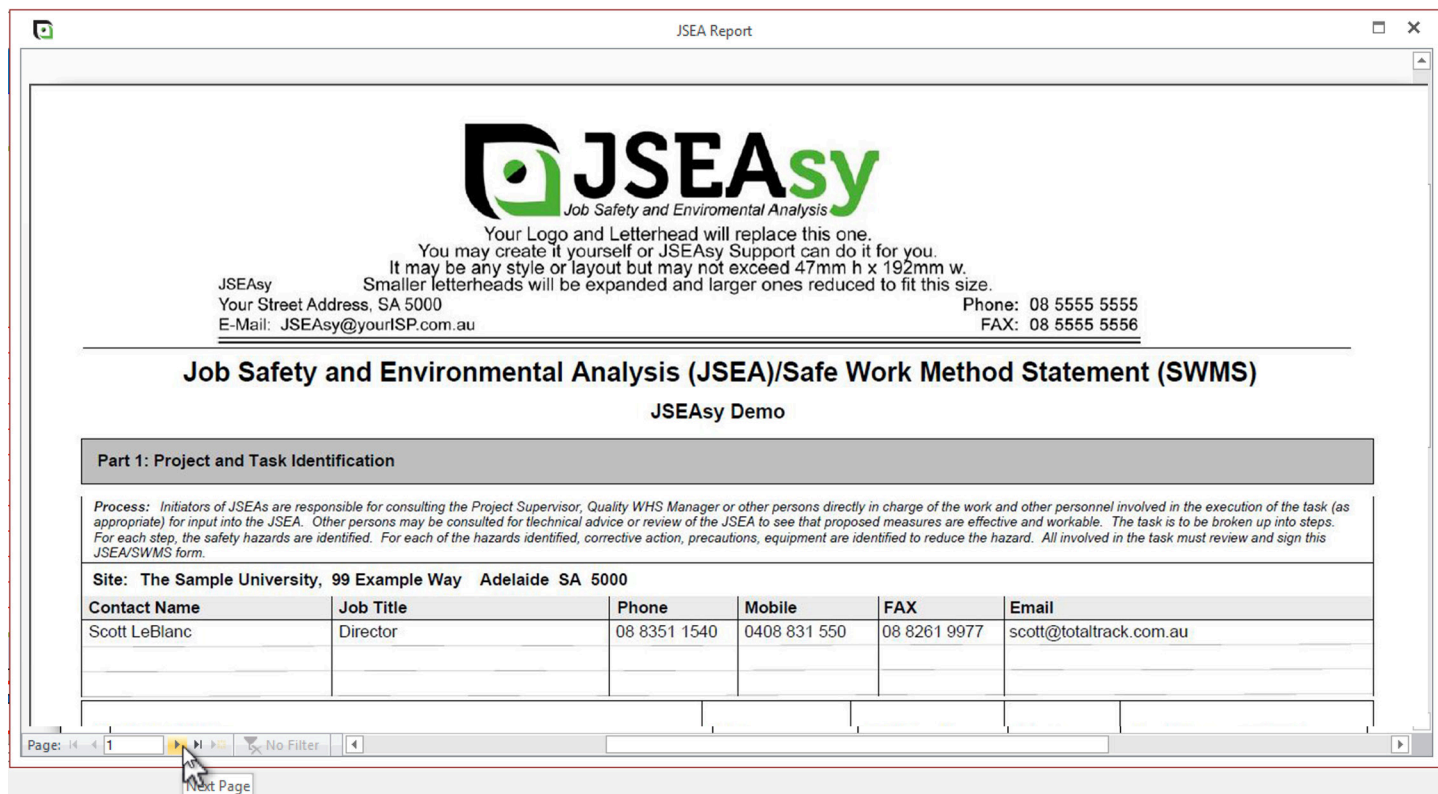 JSEA Report
JSEAsy
Job Safety and Enviromental Analysis
Your Logo and Letterhead will replace this one.
You may create it yourself or JSEAsy Support can do it for you.
It may be any style or layout but may not exceed 47mm h x 192mm w.
Smaller letterheads will be expanded and larger ones reduced to fit this size.
JSEAsy
Your Street Address, SA 5000 Phone: 08 5555 5555
E-Mail: JSEAsy@yourISP.com.au FAX: 08 5555 5556
Job Safety and Environmental Analysis (JSEA)/Safe Work Method Statement (SWMS)
JSEAsy Demo
Part 1: Project and Task Identification
Process: Initiators of JSEAs are responsible for consulting the Project Supervisor, Quality WHS Manager or other persons directly in charge of the work and other personnel involved in the execution of the task (as
appropriate) for input into the JSEA. Other persons may be consulted for tlechnical advice or review of the JSEA to see that proposed measures are effective and workable. The task is to be broken up into steps.
For each step, the safety hazards are identified. For each of the hazards identified, corrective action, precautions, equipment are identified to reduce the hazard. All involved in the task must review and sign this
JSEA/SWMS form.
Site: The Sample University, 99 Example Way Adelaide SA 5000
Contact Name Job Title Phone Mobile FAX Email
Scott LeBlanc Director 08 8351 1540 0408 831 550 08 8261 9977 scott@totaltrack.com.au
Page: 1 No Filter
Next Page